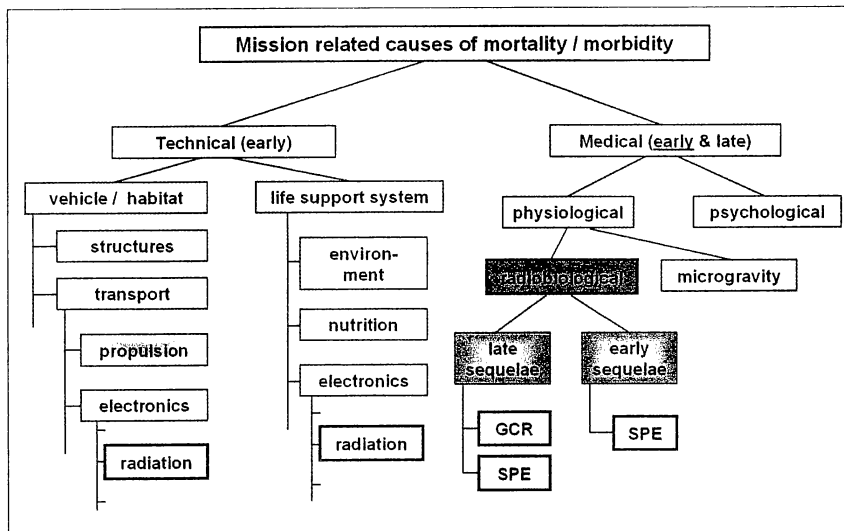 Mission related causes of mortality / morbidity
Technical (early)
Medical (early & late)
vehicle / habitat
life support system
physiological
psychological
structures
environ-
ment
radiobiological
microgravity
transport
nutrition
propulsion
late
sequelae
early
sequelae
electronics
electronics
GCR
SPE
radiation
radiation
SPE